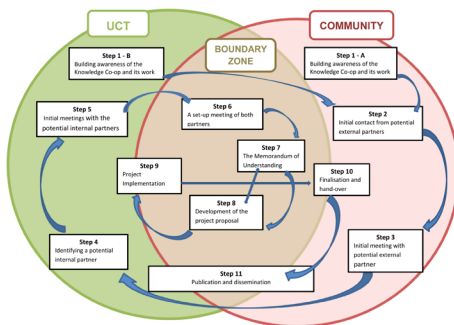 UCT
COMMUNITY
BOUNDARY
ZONE
Step 1 - B
Building awareness of the
Knowledge Co-op and its work
Step 1 - A
Building awareness of the
Knowledge Co-op and its work
Step 5
Initial meetings with the
potential internal partners
Step 6
A set-up meeting of both
partners
Step 2
Initial contact from potential
external partners
Step 7
The Memorandum of
Understanding
Step 9
Project
Implementation
Step 10
Finalisation and
hand-over
Step 8
Development of the
project proposal
Step 4
Identifying a potential
internal partner
Step 3
Initial meeting with
potential external
partner
Step 11
Publication and dissemination